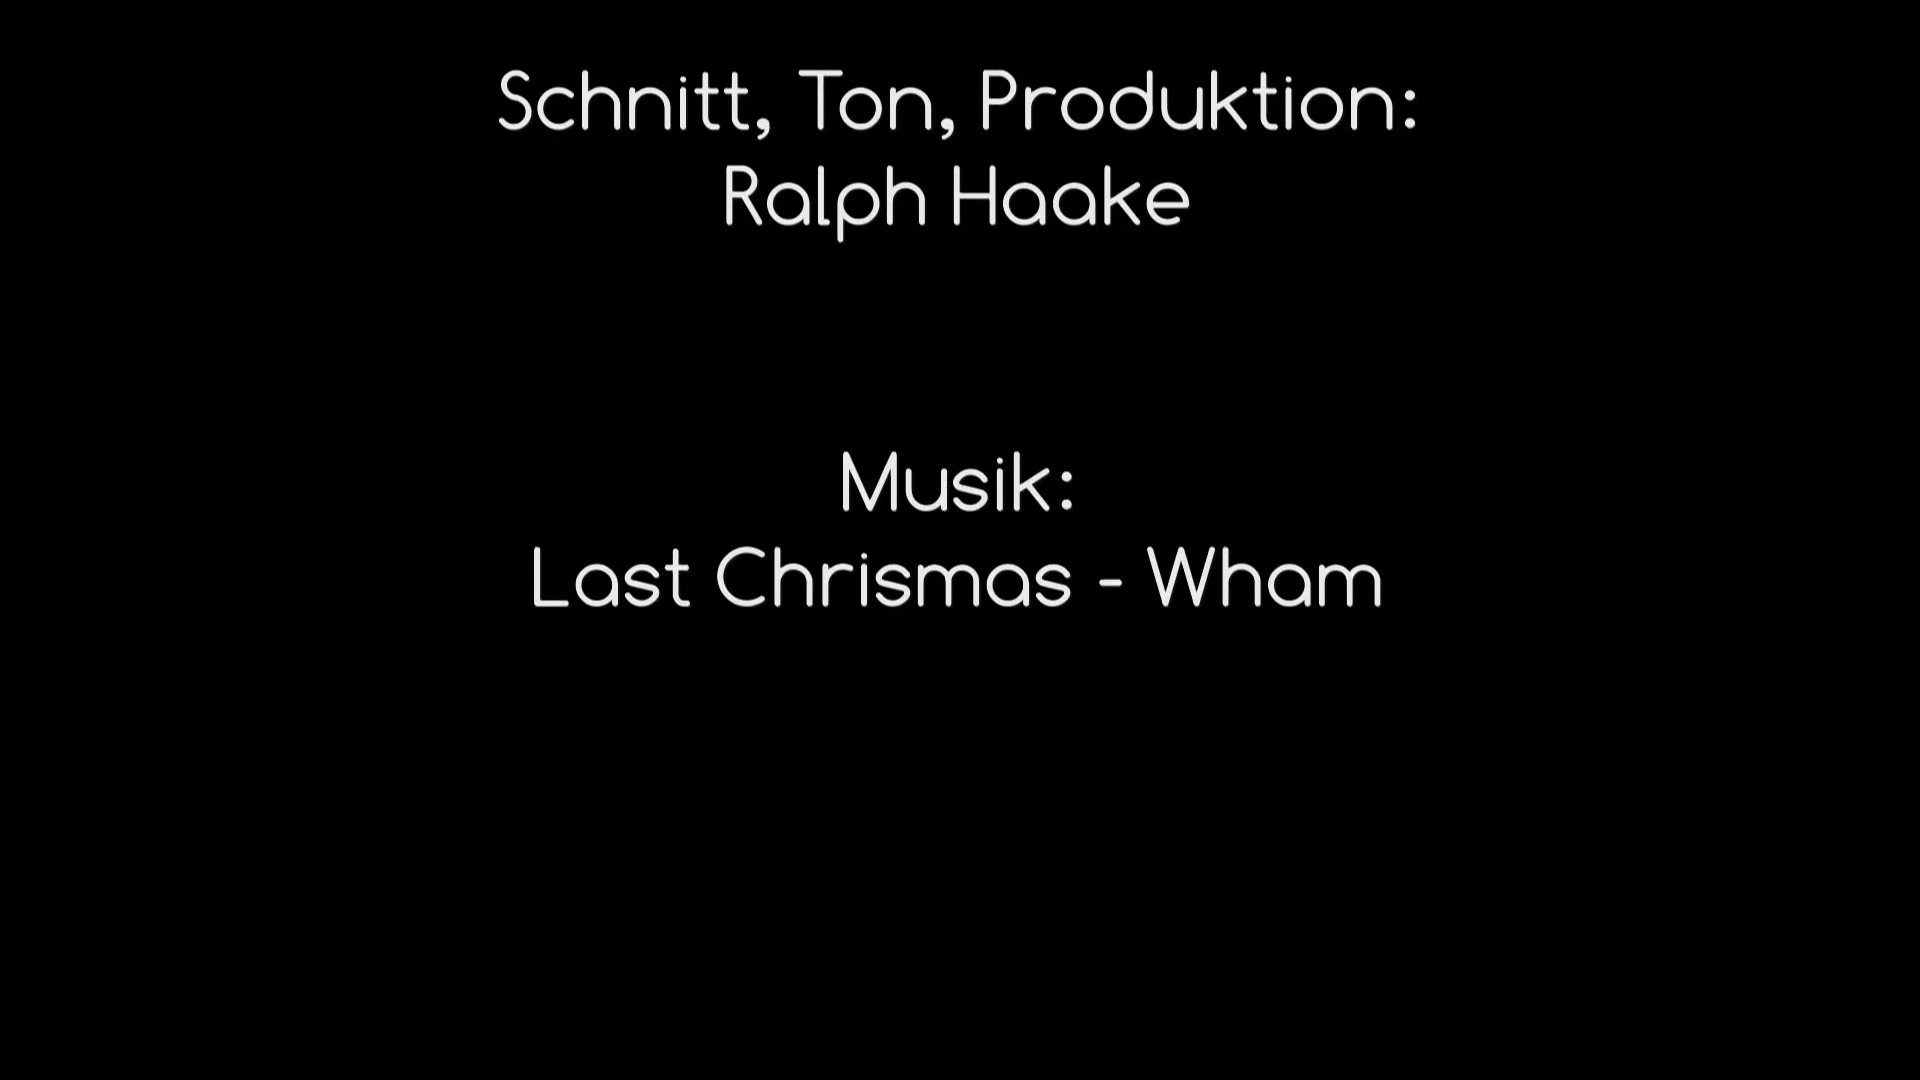 Schnitt, Ton, Produktion:
Ralph Haake
Musik:
Last Chrismas - Wham